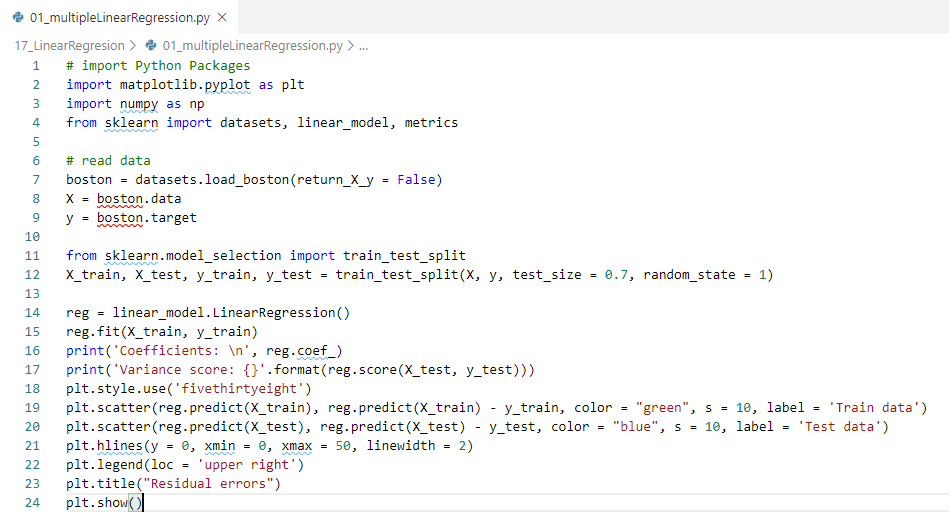 01_multipleLinearRegression.py ×
17_LinearRegresion > 01_multipleLinearRegression.py > ...
1 # import Python Packages
2 import matplotlib.pyplot as plt
3 import numpy as np
4 from sklearn import datasets, linear_model, metrics
5
6 # read data
7 boston = datasets.load_boston(return_X_y = False)
8 X = boston.data
9 y = boston.target
10
11 from sklearn.model_selection import train_test_split
12 X_train, X_test, y_train, y_test = train_test_split(X, y, test_size = 0.7, random_state = 1)
13
14 reg = linear_model.LinearRegression()
15 reg.fit(X_train, y_train)
16 print('Coefficients: \n', reg.coef_)
17 print('Variance score: {}'.format(reg.score(X_test, y_test)))
18 plt.style.use('fivethirtyeight')
19 plt.scatter(reg.predict(X_train), reg.predict(X_train) - y_train, color = "green", s = 10, label = 'Train data')
20 plt.scatter(reg.predict(X_test), reg.predict(X_test) - y_test, color = "blue", s = 10, label = 'Test data')
21 plt.hlines(y = 0, xmin = 0, xmax = 50, linewidth = 2)
22 plt.legend(loc = 'upper right')
23 plt.title("Residual errors")
24 plt.show()